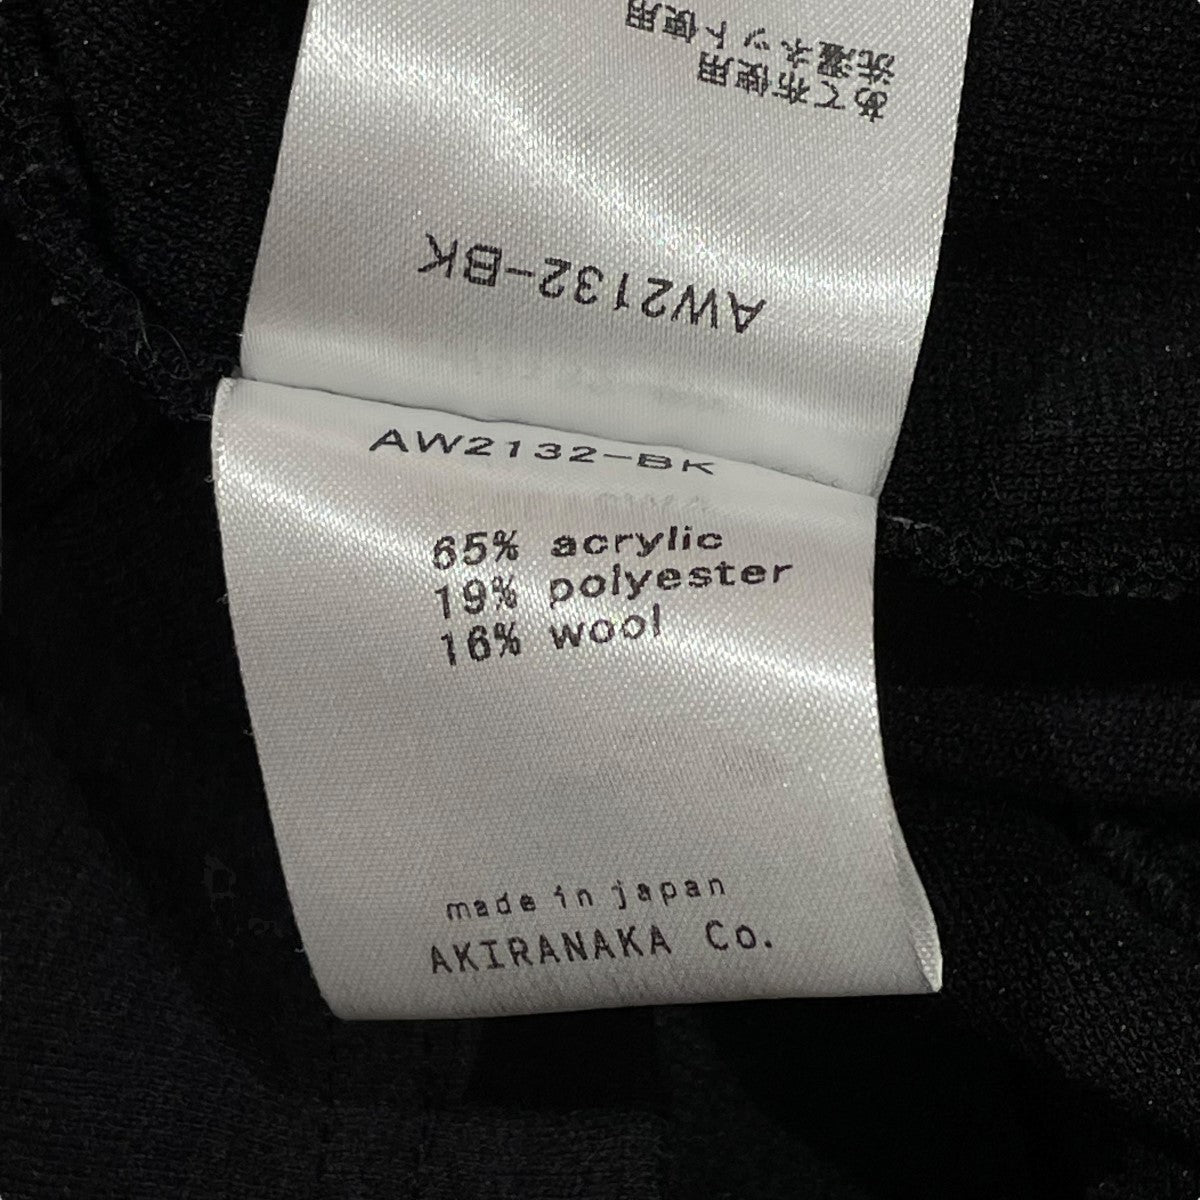 AW2132-BK
あて布使用
洗濯ネット使用
AW2132-BK
65% acrylic
19% polyester
16% wool
made in japan
AKIRANAKA Co.